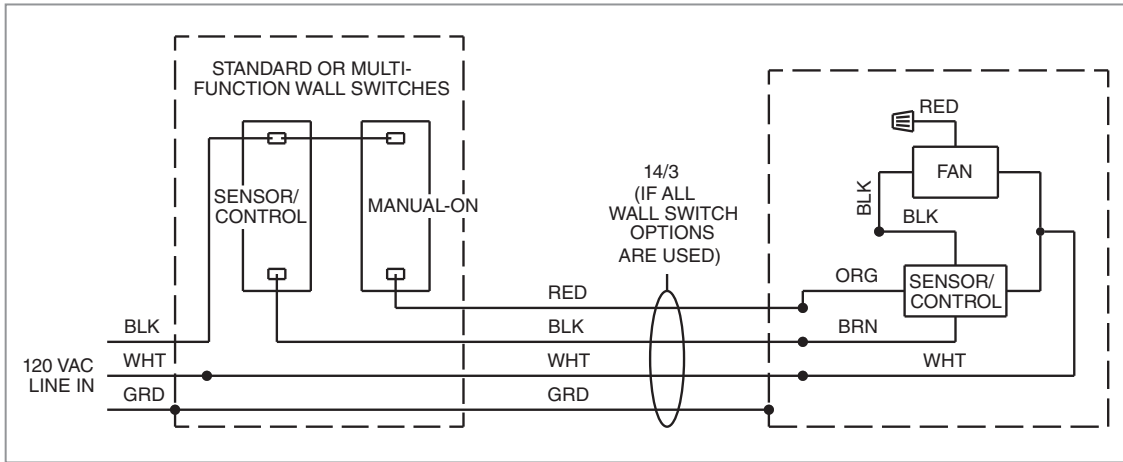 STANDARD OR MULTI-
FUNCTION WALL SWITCHES
SENSOR/
CONTROL
MANUAL-ON
14/3
(IF ALL
WALL SWITCH
OPTIONS
ARE USED)
RED
FAN
BLK
BLK
ORG
SENSOR/
CONTROL
RED
BLK
BLK
BRN
120 VAC
LINE IN
WHT
WHT
WHT
GRD
GRD